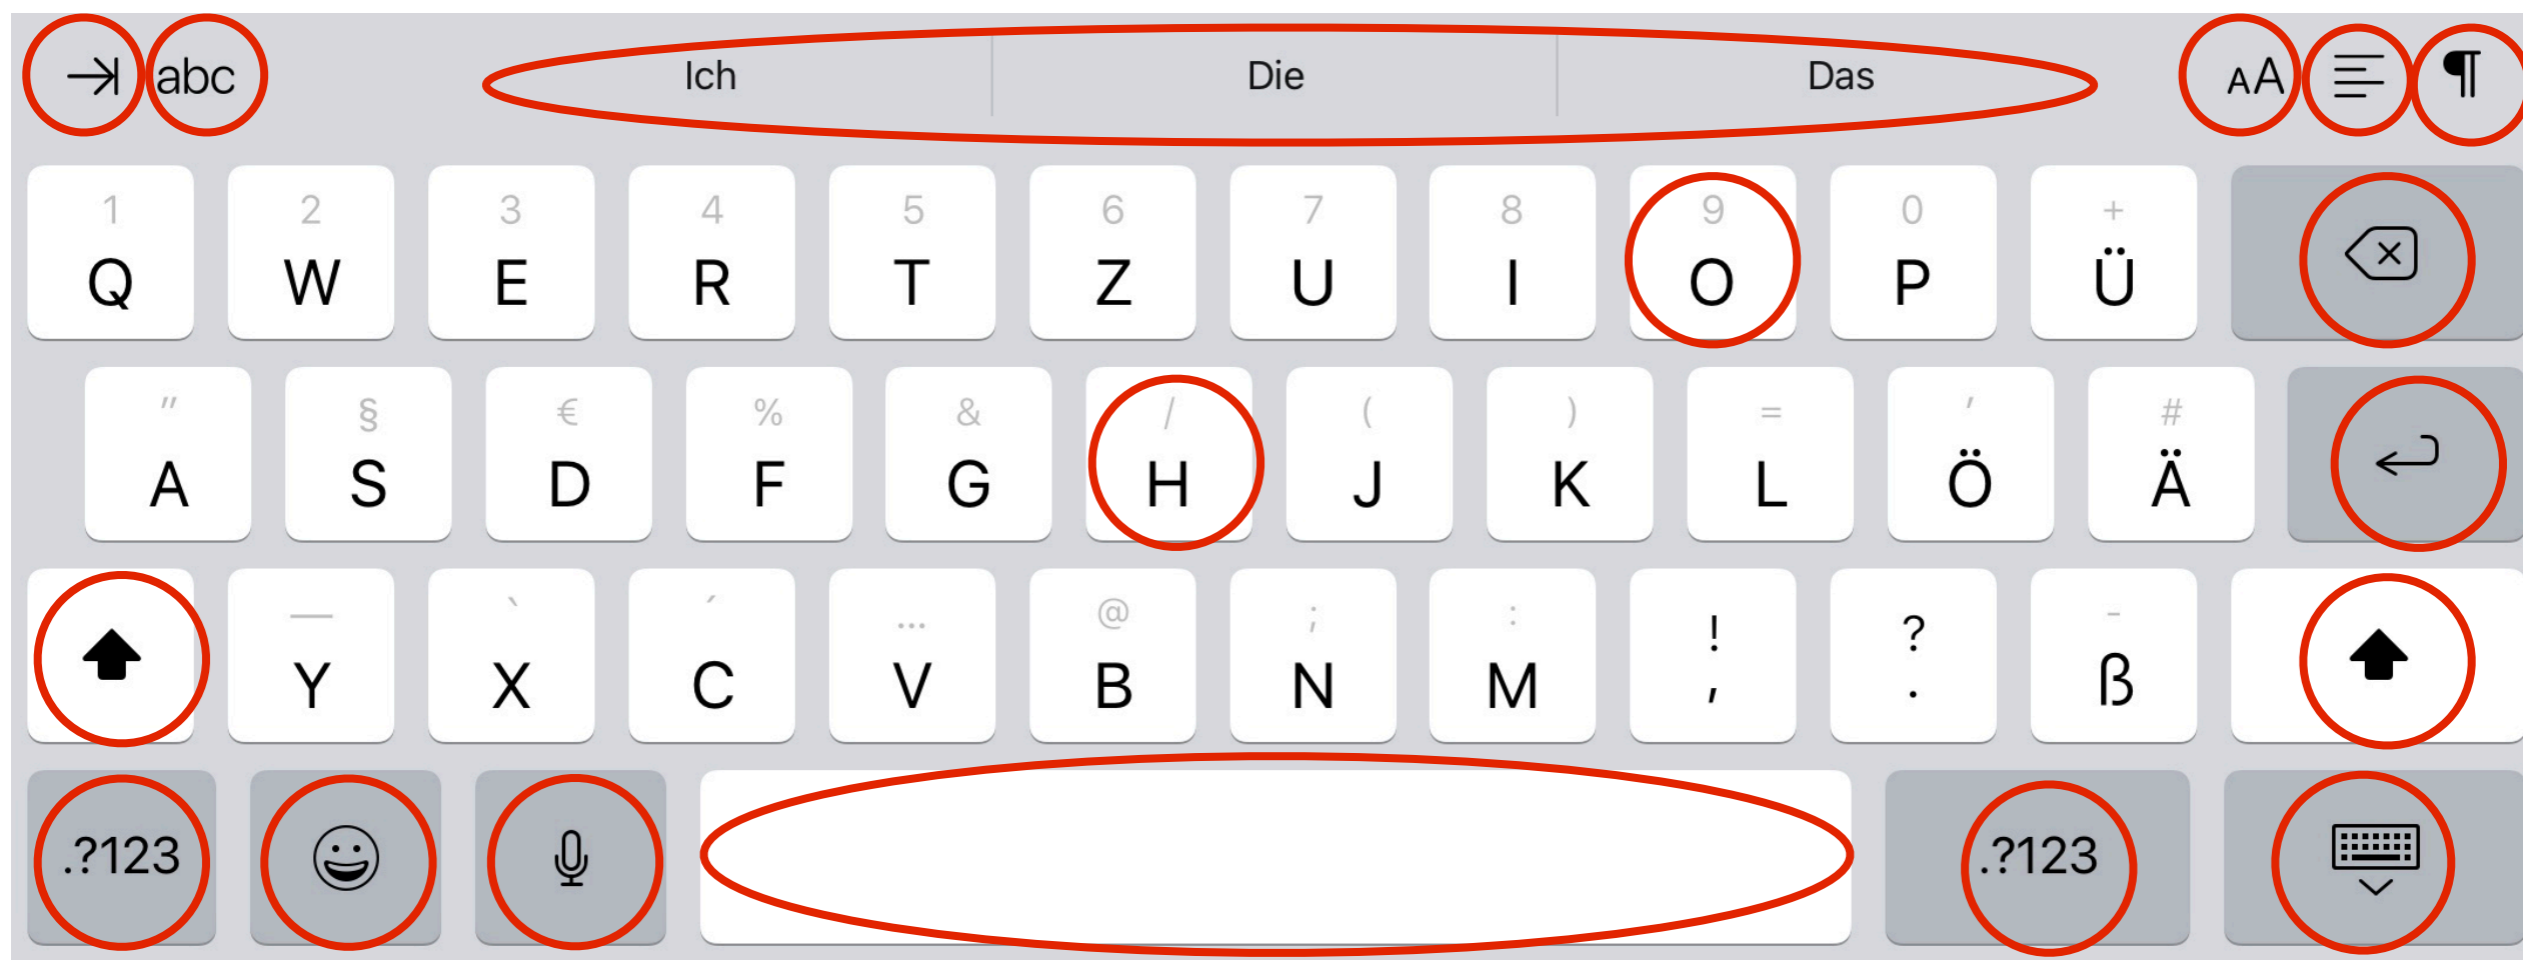 abc Ich Die Das AA ¶
1 2 3 4 5 6 7 8 9 0 +
Q W E R T Z U I O P Ü
" § € % & / ( ) = ' #
A S D F G H J K L Ö Ä
— ` ´ ... @ ; : ! ? -
Y X C V B N M , . ß
.?123 .?123